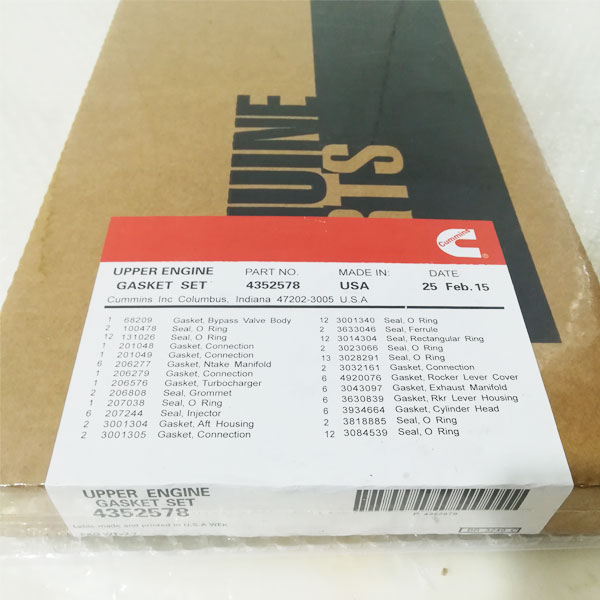 GENUINE
PARTS
Cummins
UPPER ENGINE GASKET SET
PART NO. 4352578
MADE IN: USA
DATE 25 Feb.15
Cummins Inc Columbus, Indiana 47202-3005 U.S.A
1 68209 Gasket, Bypass Valve Body
2 100478 Seal, O Ring
12 131026 Seal, O Ring
1 201048 Gasket, Connection
1 201049 Gasket, Connection
6 206277 Gasket, Ntake Manifold
1 206279 Gasket, Connection
1 206576 Gasket, Turbocharger
2 206808 Seal, Grommet
1 207038 Seal, O Ring
6 207244 Seal, Injector
2 3001304 Gasket, Aft Housing
2 3001305 Gasket, Connection
12 3001340 Seal, O Ring
2 3633046 Seal, Ferrule
12 3014304 Seal, Rectangular Ring
2 3023066 Seal, O Ring
13 3028291 Seal, O Ring
2 3032161 Gasket, Connection
6 4920076 Gasket, Rocker Lever Cover
6 3043097 Gasket, Exhaust Manifold
6 3630839 Gasket, Rkr Lever Housing
6 3934664 Gasket, Cylinder Head
2 3818885 Seal, O Ring
12 3084539 Seal, O Ring
UPPER ENGINE
GASKET SET
4352578
P 4352578
made and printed in U.S.A